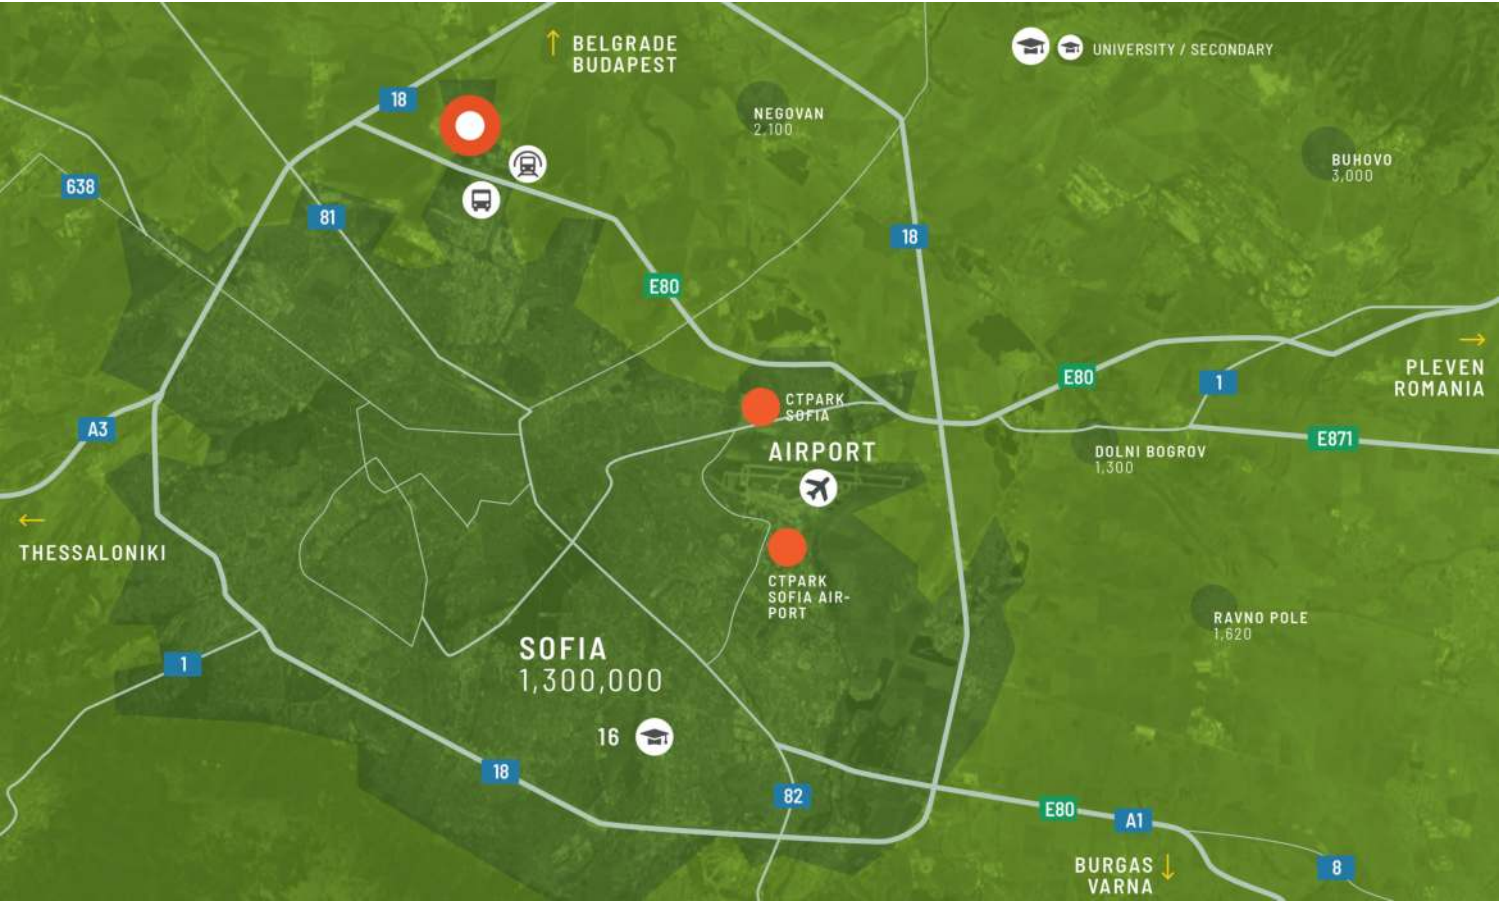 BELGRADE
BUDAPEST
UNIVERSITY / SECONDARY
18
NEGOVAN
2,100
BUHOVO
3,000
638
81
18
E80
E80
1
PLEVEN
ROMANIA
CTPARK
SOFIA
A3
AIRPORT
E871
DOLNI BOGROV
1,300
THESSALONIKI
CTPARK
SOFIA AIR-
PORT
RAVNO POLE
1,620
SOFIA
1,300,000
1
16
18
82
E80
A1
BURGAS
VARNA
8